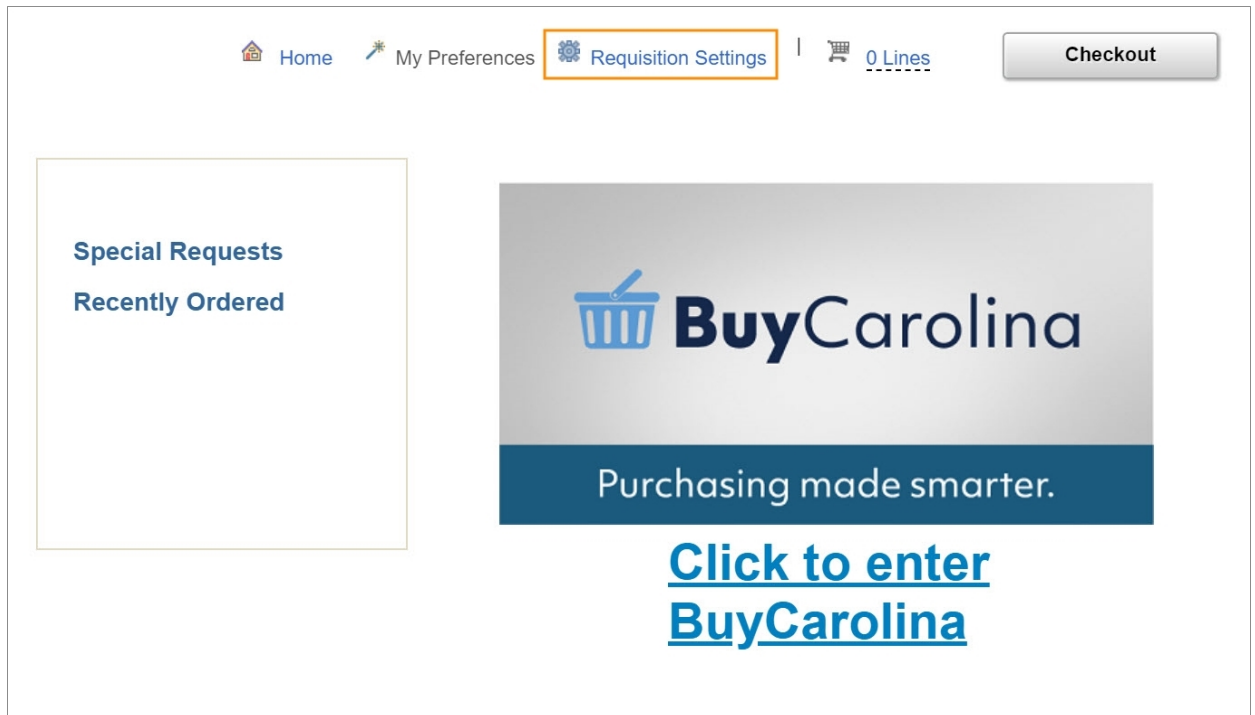 Home My Preferences Requisition Settings | 0 Lines Checkout
Special Requests
Recently Ordered
BuyCarolina
Purchasing made smarter.
Click to enter
BuyCarolina